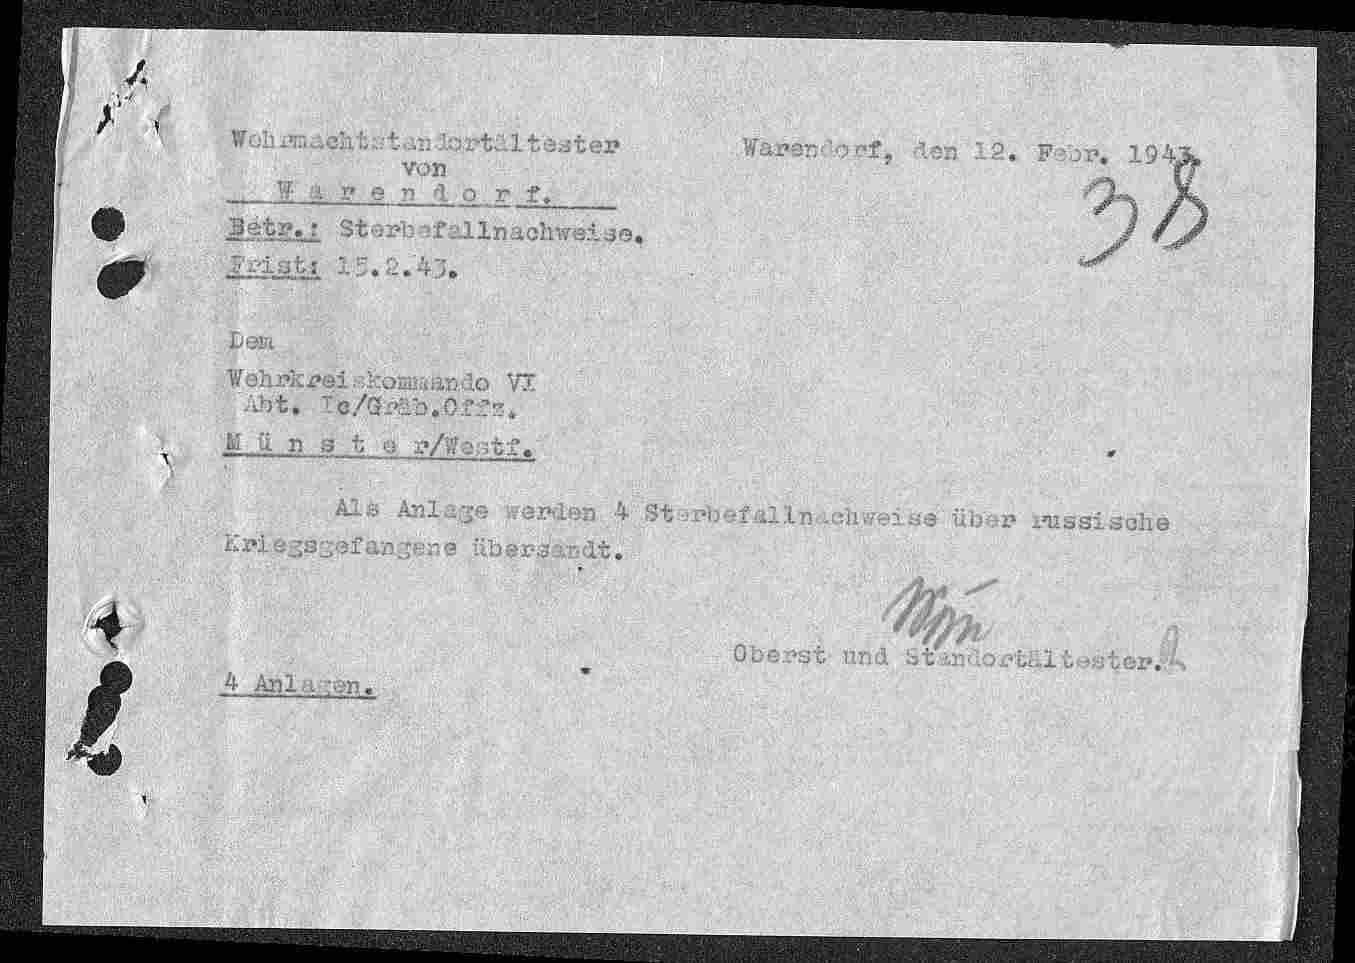 Wehrmachtstandortältester
von
W a r e n d o r f.
Warendorf, den 12. Febr. 1943.
38
Betr.: Sterbefallnachweise.
Frist: 15.2.43.
Dem
Wehrkreiskommando VI
Abt. Ic/Gräb.Offz.
M ü n s t e r/Westf.
Als Anlage werden 4 Sterbefallnachweise über russische
Kriegsgefangene übersandt.
Oberst und Standortältester.
4 Anlagen.